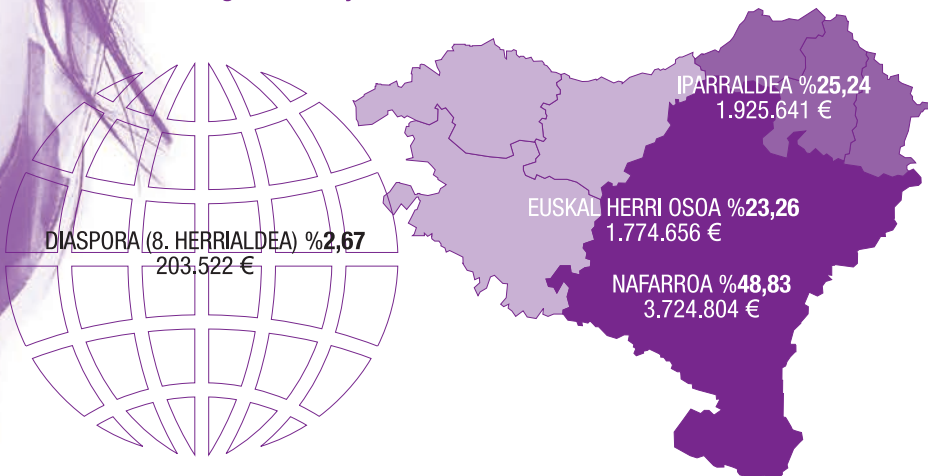 IPARRALDEA %25,24
1.925.641 €
EUSKAL HERRI OSOA %23,26
1.774.656 €
DIASPORA (8. HERRIALDEA) %2,67
203.522 €
NAFARROA %48,83
3.724.804 €